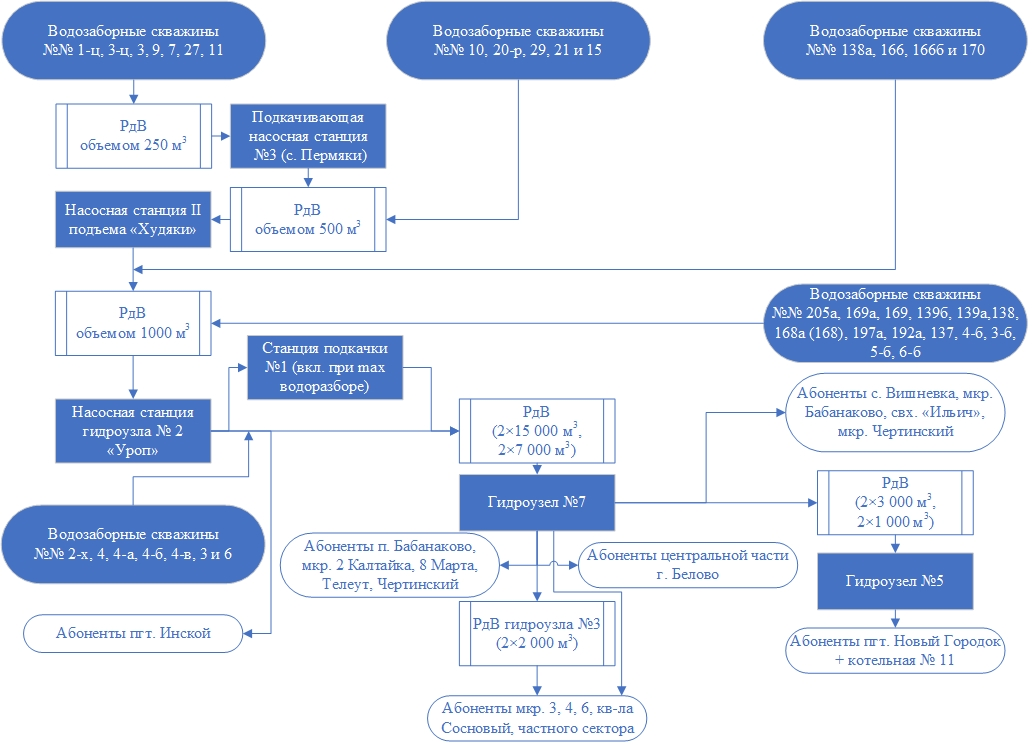 Водозаборные скважины
№№ 1-ц, 3-ц, 3, 9, 7, 27, 11
Водозаборные скважины
№№ 10, 20-р, 29, 21 и 15
Водозаборные скважины
№№ 138а, 166, 166б и 170
РдВ
объемом 250 м³
Подкачивающая
насосная станция
№3 (с. Пермяки)
Насосная станция II
подъема «Худяки»
РдВ
объемом 500 м³
РдВ
объемом 1000 м³
Водозаборные скважины
№№ 205а, 169а, 169, 139б, 139а,138,
168а (168), 197а, 192а, 137, 4-б, 3-б,
5-б, 6-б
Станция подкачки
№1 (вкл. при max
водоразборе)
Насосная станция
гидроузла № 2
«Уроп»
РдВ
(2×15 000 м³,
2×7 000 м³)
Абоненты с. Вишневка, мкр.
Бабанаково, свх. «Ильич»,
мкр. Чертинский
Гидроузел №7
РдВ
(2×3 000 м³,
2×1 000 м³)
Водозаборные скважины
№№ 2-х, 4, 4-а, 4-б, 4-в, 3 и 6
Абоненты п. Бабанаково,
мкр. 2 Калтайка, 8 Марта,
Телеут, Чертинский
Абоненты центральной части
г. Белово
Гидроузел №5
Абоненты пгт. Инской
РдВ гидроузла №3
(2×2 000 м³)
Абоненты пгт. Новый Городок
+ котельная № 11
Абоненты мкр. 3, 4, 6, кв-ла
Сосновый, частного сектора